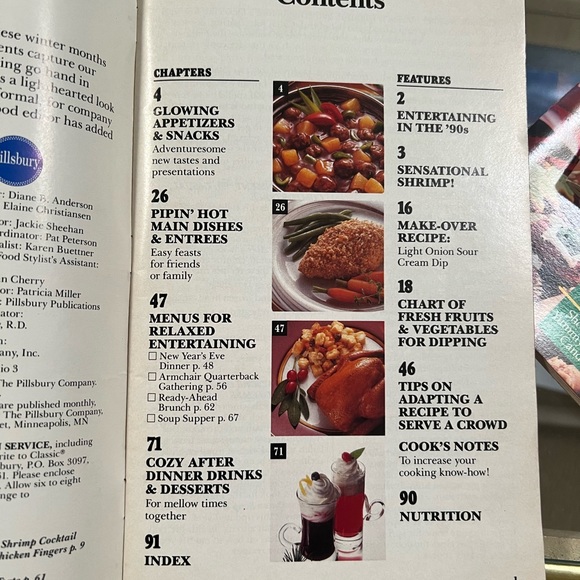 Contents
ese winter months
ents capture our
ing go hand in
s a lighthearted look
formal, for company
ood editor has added
Pillsbury
: Diane B. Anderson
Elaine Christiansen
or: Jackie Sheehan
rdinator: Pat Peterson
alist: Karen Buettner
Food Stylist's Assistant:
n Cherry
or: Patricia Miller
: Pillsbury Publications
ator:
, R.D.
n:
any, Inc.
io 3
The Pillsbury Company.
are published monthly.
The Pillsbury Company,
et, Minneapolis, MN
N SERVICE, including
rite to Classic®
bury, P.O. Box 3097,
51. Please enclose
. Allow six to eight
nge to
Shrimp Cocktail
hicken Fingers p. 9
p. 61
CHAPTERS
4
GLOWING
APPETIZERS
& SNACKS
Adventuresome
new tastes and
presentations
26
PIPIN' HOT
MAIN DISHES
& ENTREES
Easy feasts
for friends
or family
47
MENUS FOR
RELAXED
ENTERTAINING
☐ New Year's Eve
Dinner p. 48
☐ Armchair Quarterback
Gathering p. 56
☐ Ready-Ahead
Brunch p. 62
☐ Soup Supper p. 67
71
COZY AFTER
DINNER DRINKS
& DESSERTS
For mellow times
together
91
INDEX
4
26
47
71
FEATURES
2
ENTERTAINING
IN THE '90s
3
SENSATIONAL
SHRIMP!
16
MAKE-OVER
RECIPE:
Light Onion Sour
Cream Dip
18
CHART OF
FRESH FRUITS
& VEGETABLES
FOR DIPPING
46
TIPS ON
ADAPTING A
RECIPE TO
SERVE A CROWD
COOK'S NOTES
To increase your
cooking know-how!
90
NUTRITION